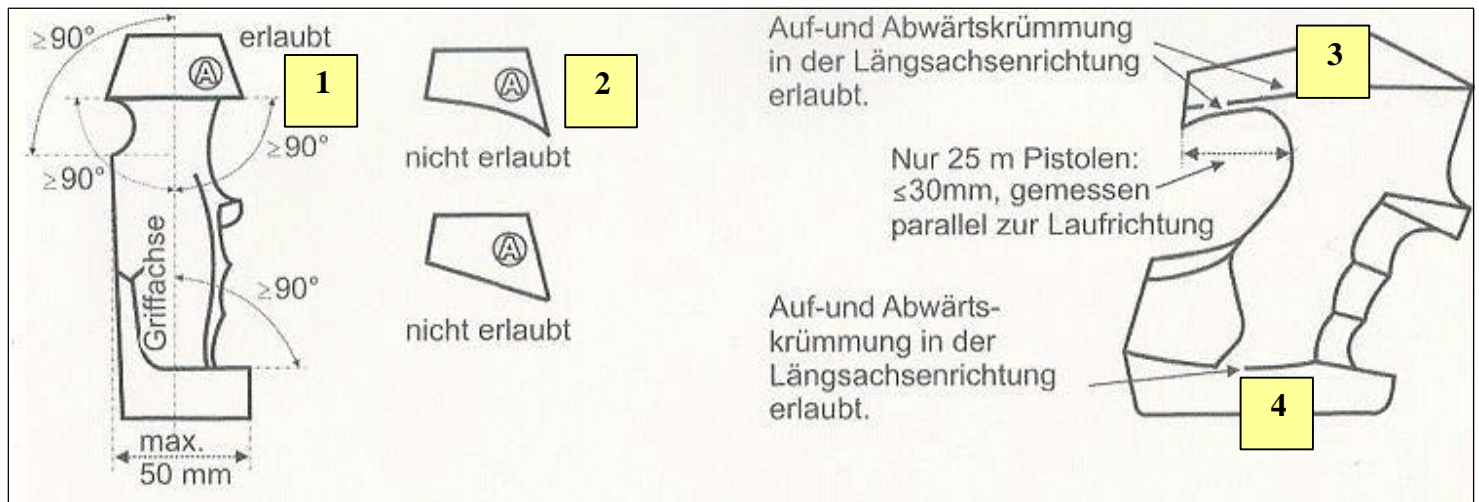 ≥90°
erlaubt
Ⓐ
1
≥90°
≥90°
Griffachse
≥90°
max.
50 mm
Ⓐ
2
nicht erlaubt
Ⓐ
nicht erlaubt
Auf-und Abwärtskrümmung
in der Längsachsenrichtung
erlaubt.
3
Nur 25 m Pistolen:
≤30mm, gemessen
parallel zur Laufrichtung
Auf-und Abwärts-
krümmung in der
Längsachsenrichtung
erlaubt.
4